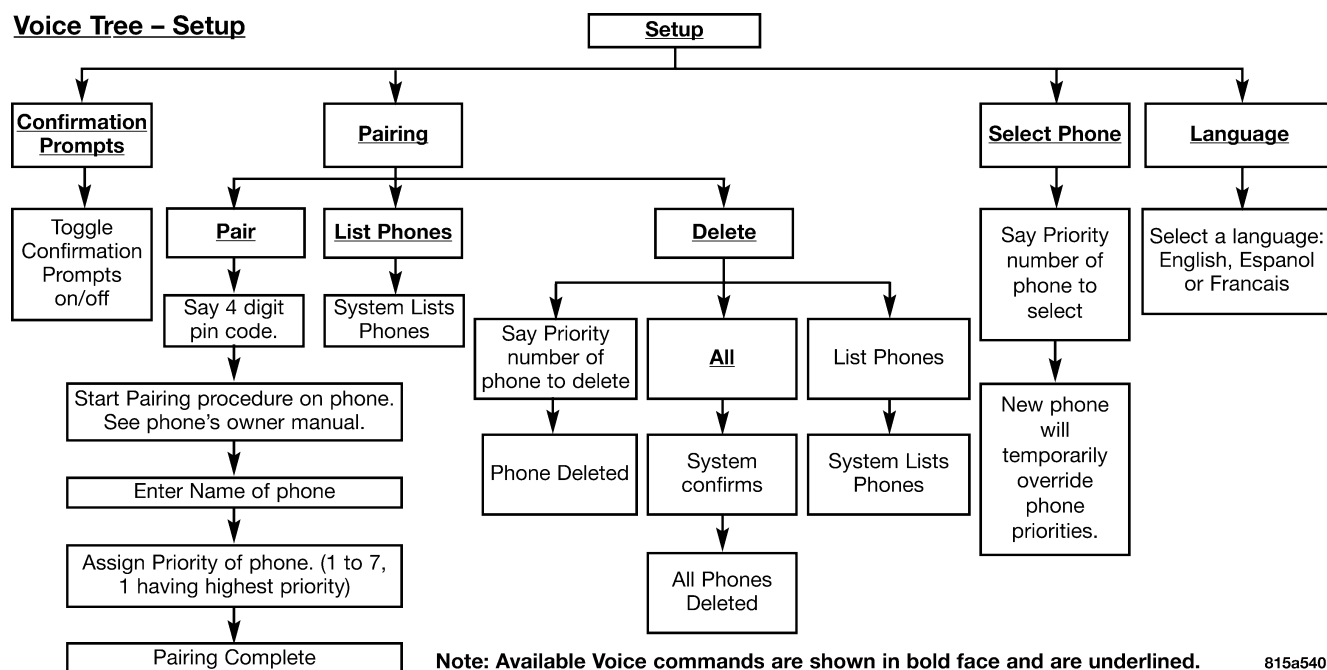 Voice Tree – Setup
Setup
Confirmation
Prompts
Pairing
Select Phone
Language
Toggle
Confirmation
Prompts
on/off
Pair
List Phones
Delete
Say Priority
number of
phone to
select
Select a language:
English, Espanol
or Francais
Say 4 digit
pin code.
System Lists
Phones
Say Priority
number of
phone to delete
All
List Phones
Start Pairing procedure on phone.
See phone's owner manual.
New phone
will
temporarily
override
phone
priorities.
Phone Deleted
System
confirms
System Lists
Phones
Enter Name of phone
Assign Priority of phone. (1 to 7,
1 having highest priority)
All Phones
Deleted
Pairing Complete
Note: Available Voice commands are shown in bold face and are underlined.
815a540